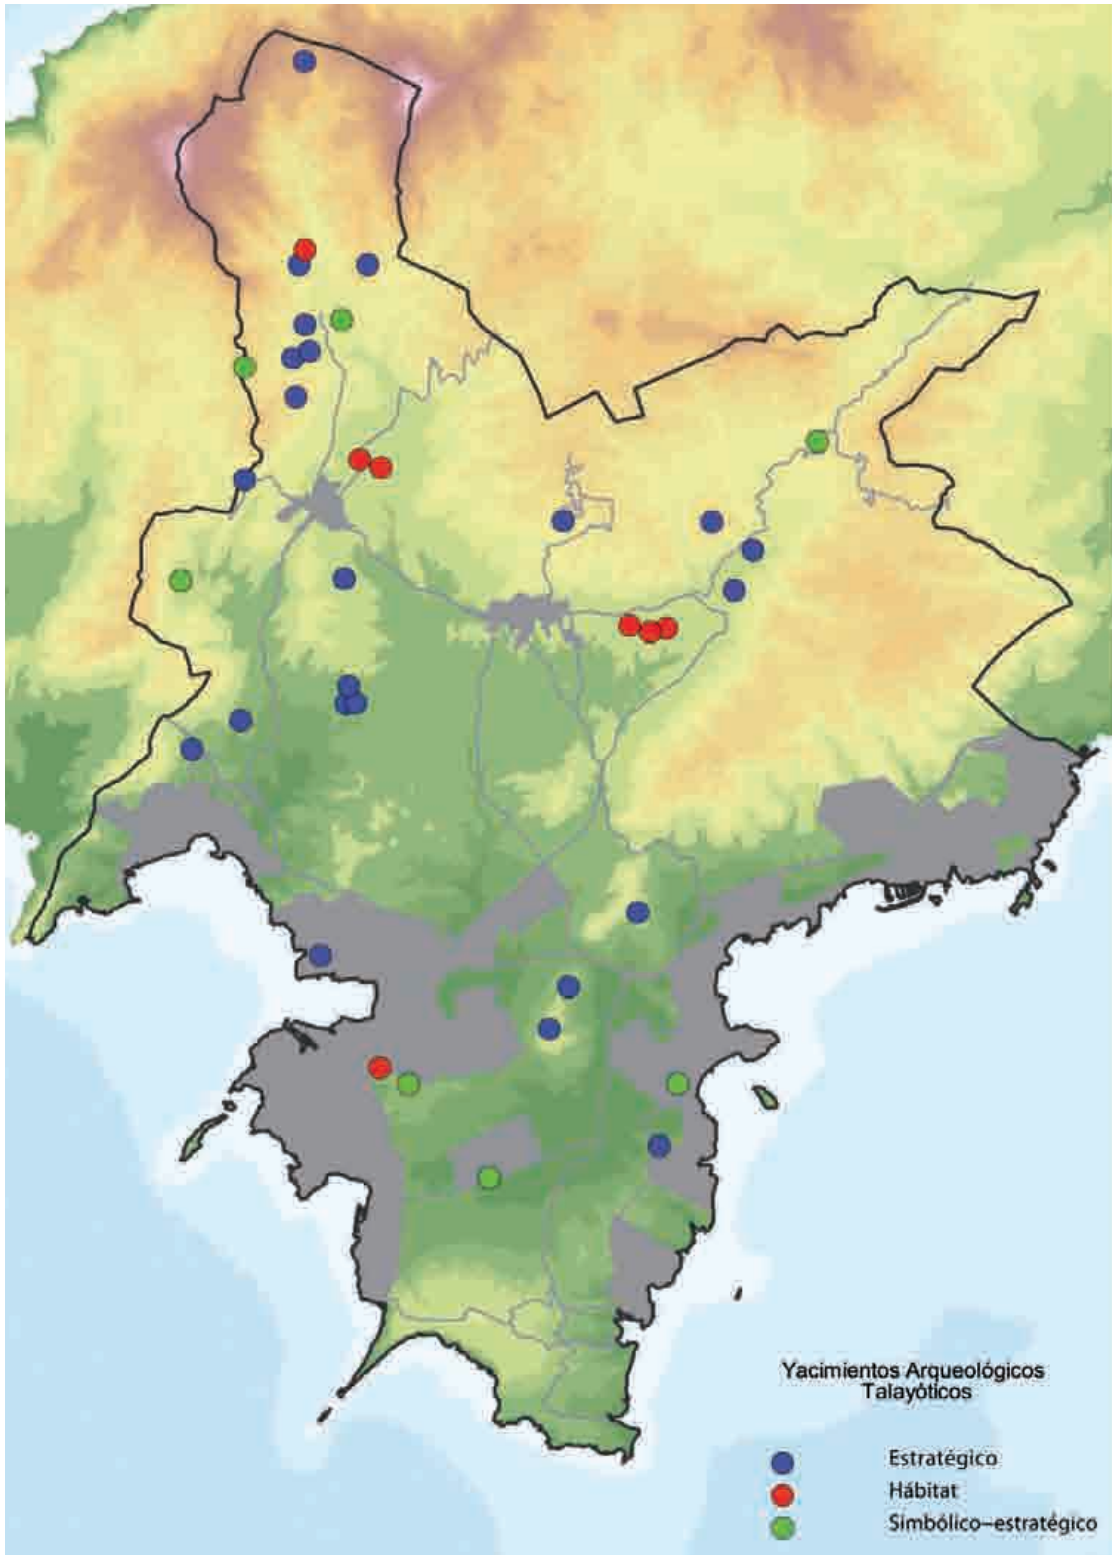 Yacimientos Arqueológicos
Talayóticos
Estratégico
Hábitat
Simbólico-estratégico